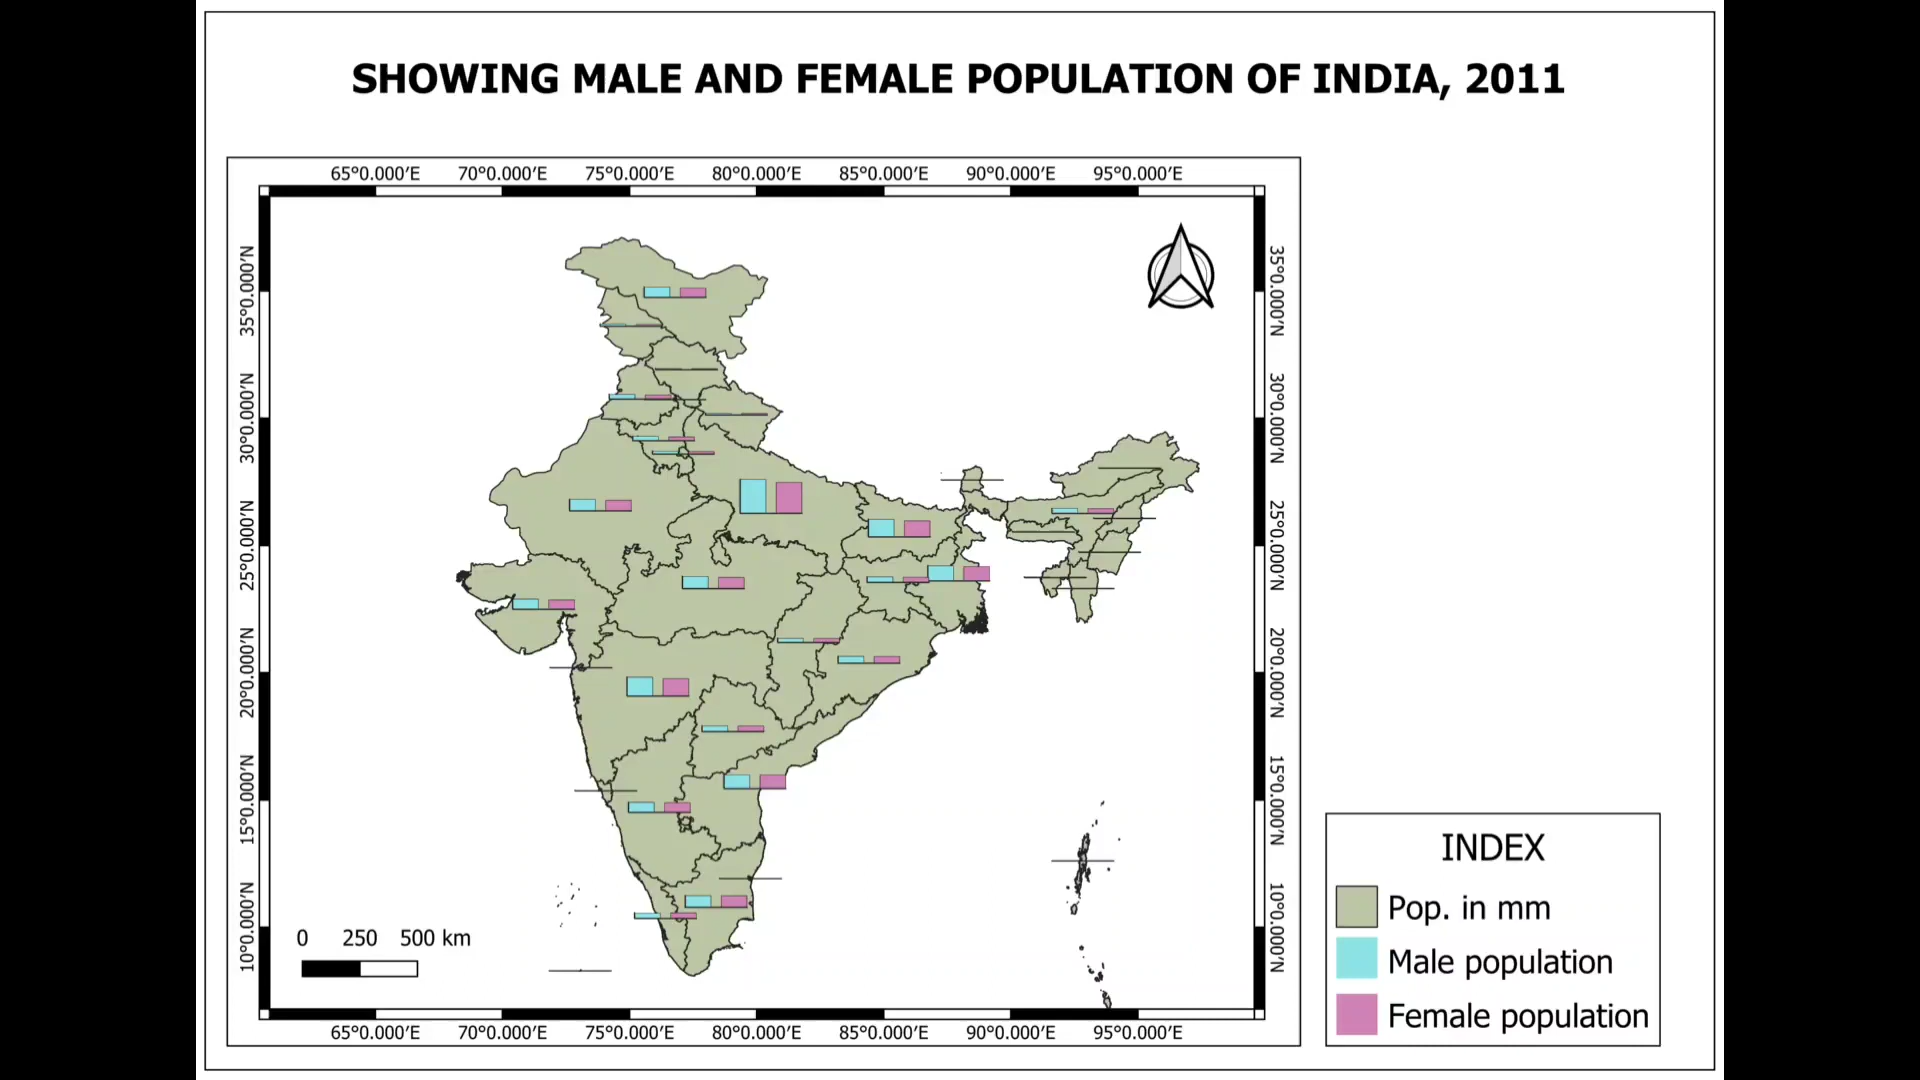 SHOWING MALE AND FEMALE POPULATION OF INDIA, 2011
65°0.000'E 70°0.000'E 75°0.000'E 80°0.000'E 85°0.000'E 90°0.000'E 95°0.000'E
35°0.000'N
30°0.000'N
25°0.000'N
20°0.000'N
15°0.000'N
10°0.000'N
35°0.000'N
30°0.000'N
25°0.000'N
20°0.000'N
15°0.000'N
10°0.000'N
0 250 500 km
65°0.000'E 70°0.000'E 75°0.000'E 80°0.000'E 85°0.000'E 90°0.000'E 95°0.000'E
INDEX
Pop. in mm
Male population
Female population